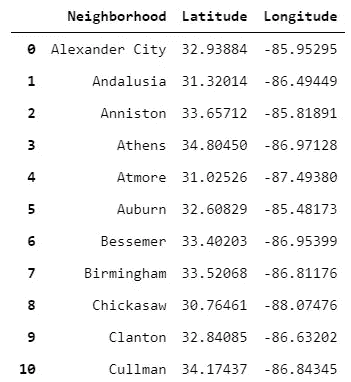 Neighborhood Latitude Longitude
0 Alexander City 32.93884 -85.95295
1 Andalusia 31.32014 -86.49449
2 Anniston 33.65712 -85.81891
3 Athens 34.80450 -86.97128
4 Atmore 31.02526 -87.49380
5 Auburn 32.60829 -85.48173
6 Bessemer 33.40203 -86.95399
7 Birmingham 33.52068 -86.81176
8 Chickasaw 30.76461 -88.07476
9 Clanton 32.84085 -86.63202
10 Cullman 34.17437 -86.84345